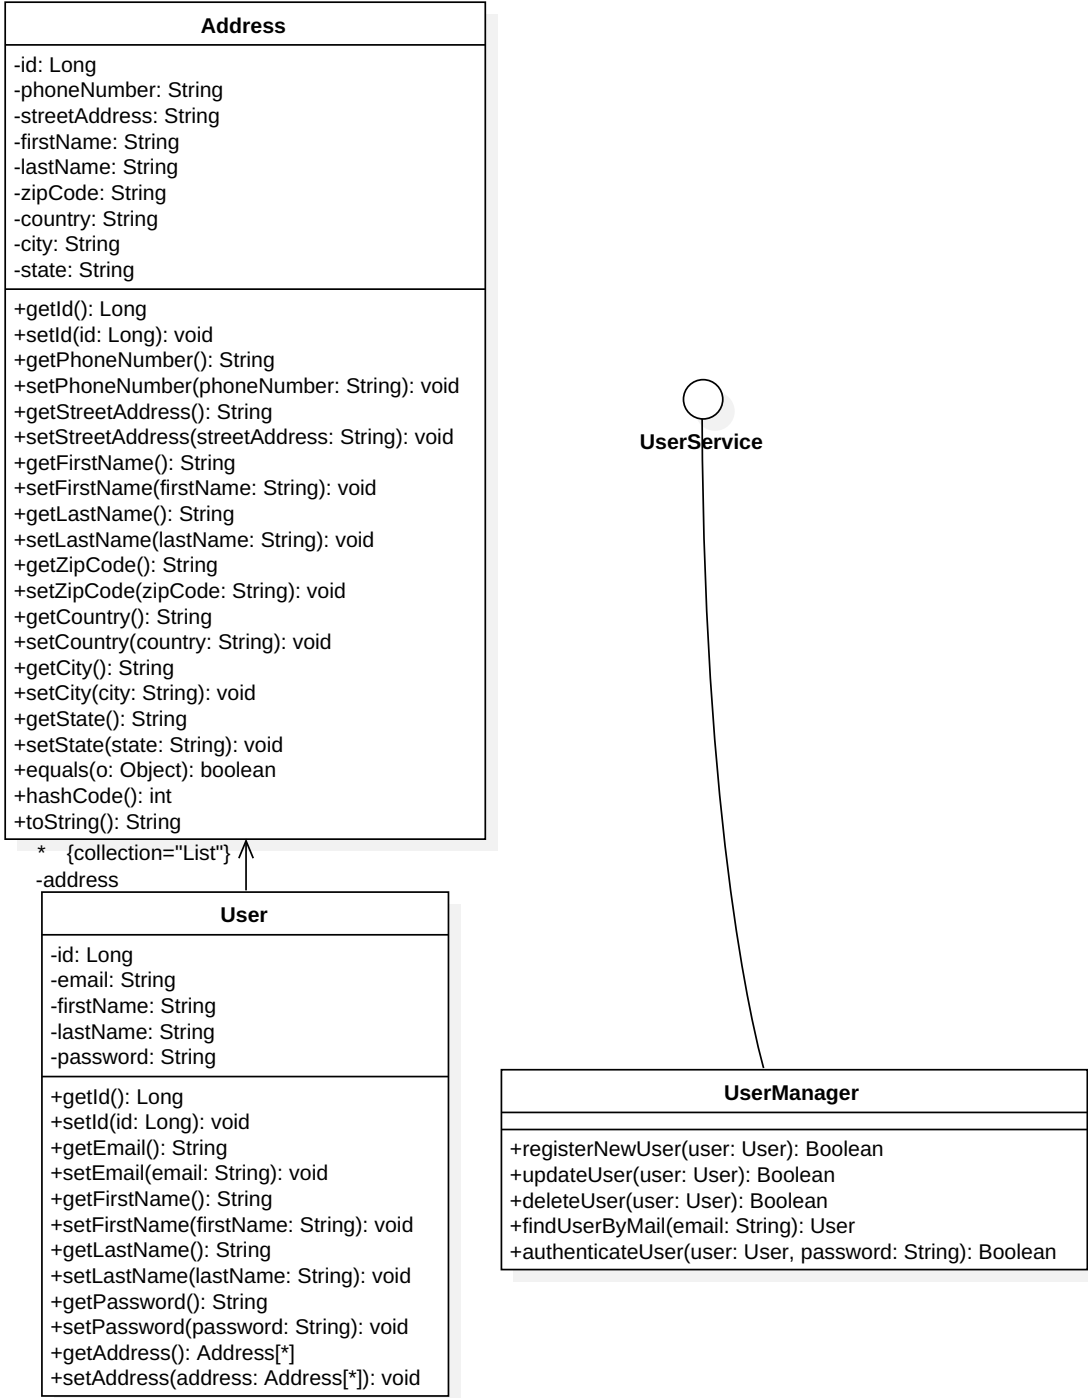 Address
-id: Long
-phoneNumber: String
-streetAddress: String
-firstName: String
-lastName: String
-zipCode: String
-country: String
-city: String
-state: String
+getId(): Long
+setId(id: Long): void
+getPhoneNumber(): String
+setPhoneNumber(phoneNumber: String): void
+getStreetAddress(): String
+setStreetAddress(streetAddress: String): void
+getFirstName(): String
+setFirstName(firstName: String): void
+getLastName(): String
+setLastName(lastName: String): void
+getZipCode(): String
+setZipCode(zipCode: String): void
+getCountry(): String
+setCountry(country: String): void
+getCity(): String
+setCity(city: String): void
+getState(): String
+setState(state: String): void
+equals(o: Object): boolean
+hashCode(): int
+toString(): String
* {collection="List"}
-address
User
-id: Long
-email: String
-firstName: String
-lastName: String
-password: String
+getId(): Long
+setId(id: Long): void
+getEmail(): String
+setEmail(email: String): void
+getFirstName(): String
+setFirstName(firstName: String): void
+getLastName(): String
+setLastName(lastName: String): void
+getPassword(): String
+setPassword(password: String): void
+getAddress(): Address[*]
+setAddress(address: Address[*]): void
UserService
UserManager
+registerNewUser(user: User): Boolean
+updateUser(user: User): Boolean
+deleteUser(user: User): Boolean
+findUserByMail(email: String): User
+authenticateUser(user: User, password: String): Boolean